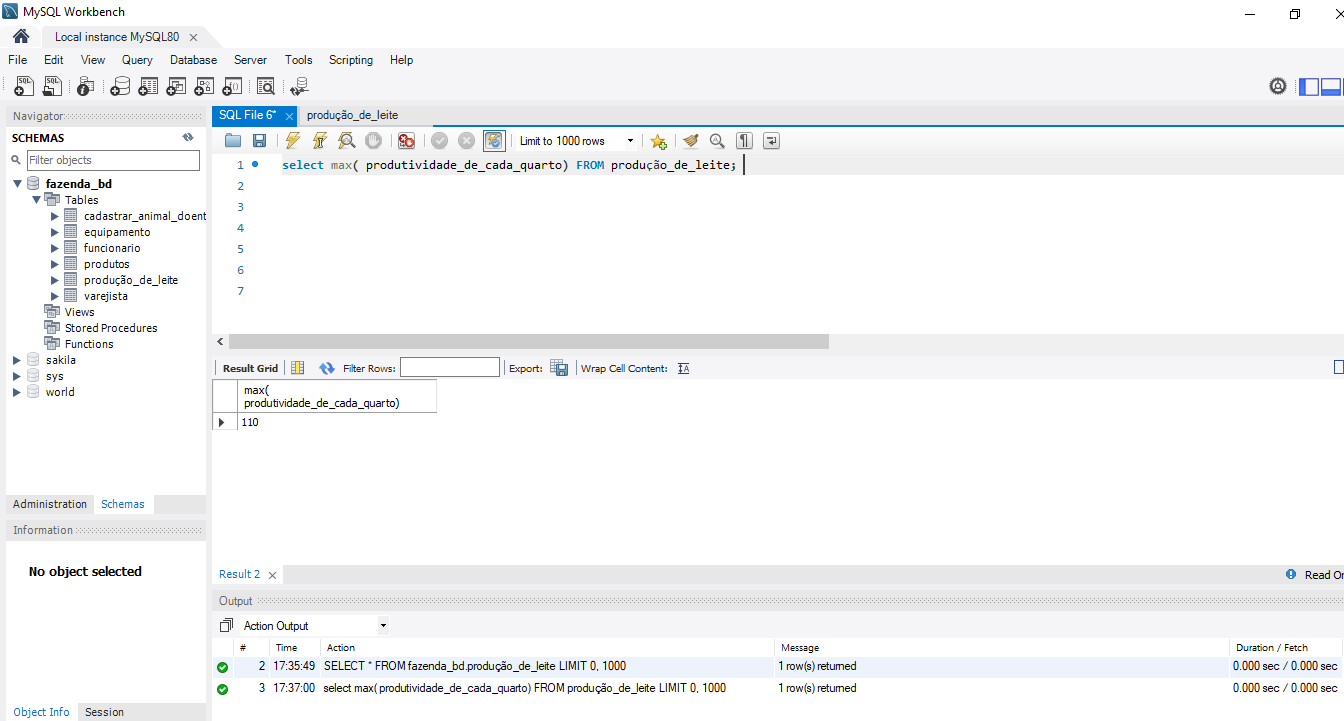 MySQL Workbench
Local instance MySQL80
File Edit View Query Database Server Tools Scripting Help
Navigator
SCHEMAS
Filter objects
fazenda_bd
Tables
cadastrar_animal_doent
equipamento
funcionario
produtos
produção_de_leite
varejista
Views
Stored Procedures
Functions
sakila
sys
world
Administration Schemas
Information
No object selected
Object Info Session
SQL File 6* produção_de_leite
Limit to 1000 rows
1 select max( produtividade_de_cada_quarto) FROM produção_de_leite;
2
3
4
5
6
7
Result Grid Filter Rows: Export: Wrap Cell Content:
max(
produtividade_de_cada_quarto)
110
Result 2 Read On
Output
Action Output
# Time Action Message Duration / Fetch
2 17:35:49 SELECT * FROM fazenda_bd.produção_de_leite LIMIT 0, 1000 1 row(s) returned 0.000 sec / 0.000 sec
3 17:37:00 select max( produtividade_de_cada_quarto) FROM produção_de_leite LIMIT 0, 1000 1 row(s) returned 0.000 sec / 0.000 sec